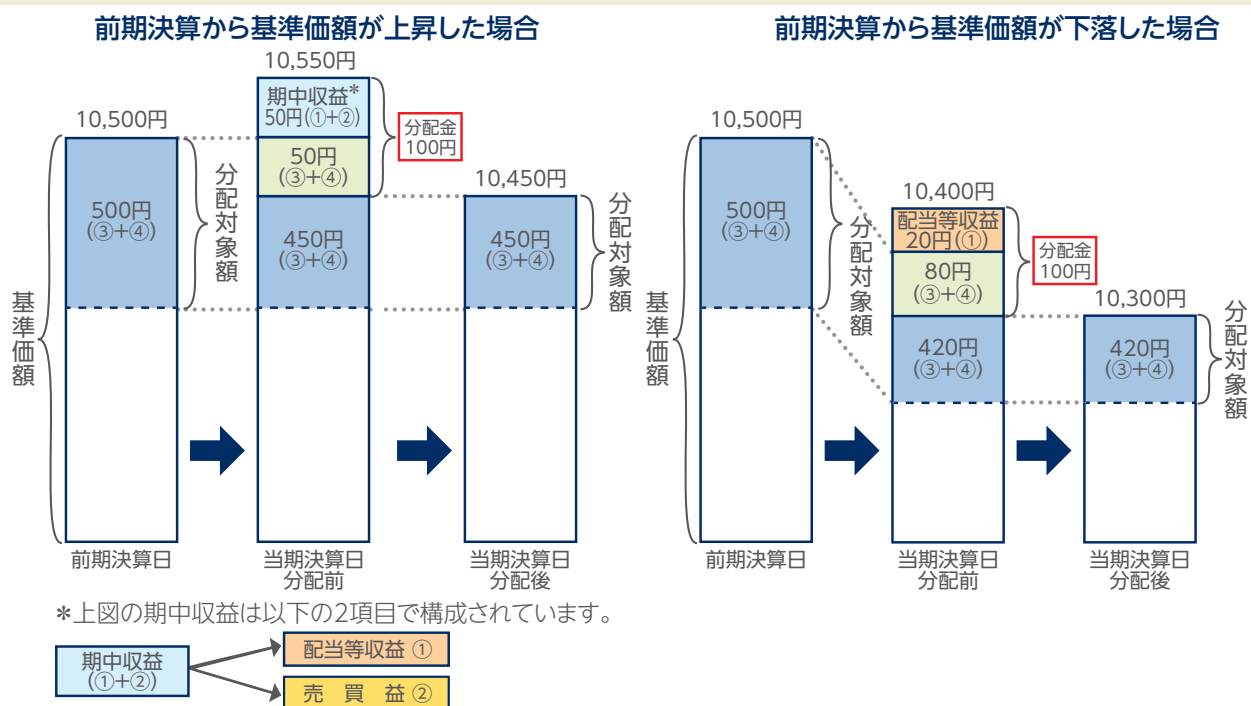 前期決算から基準価額が上昇した場合
10,500円
500円
(③+④)
分配対象額
基準価額
前期決算日
10,550円
期中収益*
50円(①+②)
50円
(③+④)
450円
(③+④)
分配金
100円
当期決算日
分配前
10,450円
450円
(③+④)
分配対象額
当期決算日
分配後
*上図の期中収益は以下の2項目で構成されています。
期中収益
(①+②)
配当等収益 ①
売 買 益 ②
前期決算から基準価額が下落した場合
10,500円
500円
(③+④)
分配対象額
基準価額
前期決算日
10,400円
配当等収益
20円(①)
80円
(③+④)
420円
(③+④)
分配金
100円
当期決算日
分配前
10,300円
420円
(③+④)
分配対象額
当期決算日
分配後